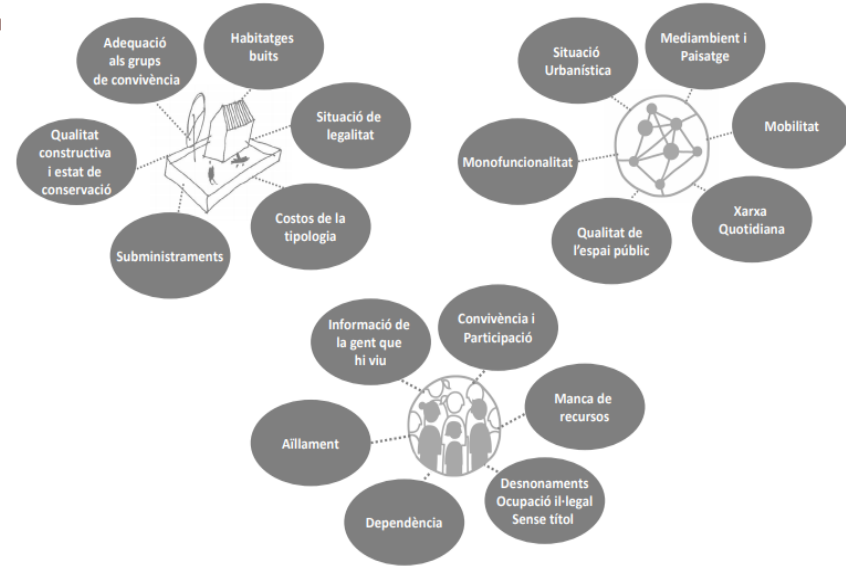 Adequació
als grups
de convivència
Habitatges
buits
Situació de
legalitat
Costos de la
tipologia
Subministraments
Qualitat
constructiva
i estat de
conservació
Situació
Urbanística
Mediambient i
Paisatge
Mobilitat
Xarxa
Quotidiana
Qualitat de
l'espai públic
Monofuncionalitat
Informació de
la gent que
hi viu
Convivència i
Participació
Manca de
recursos
Desnonaments
Ocupació il·legal
Sense títol
Dependència
Aïllament